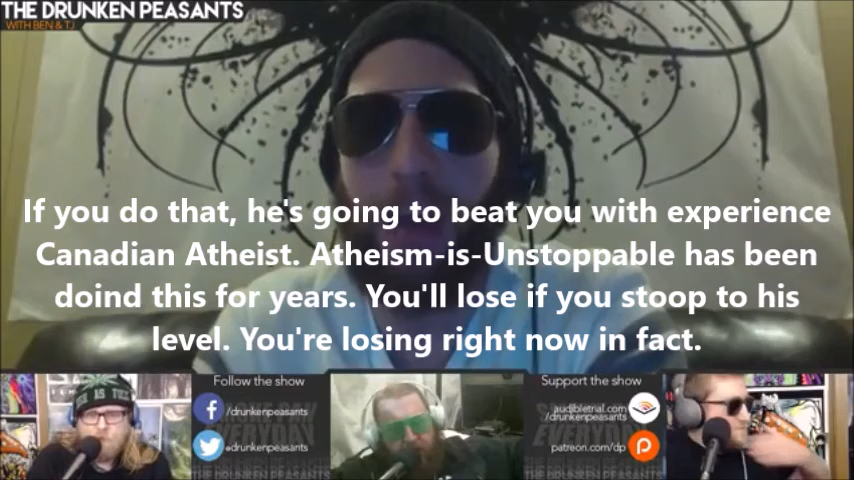 THE DRUNKEN PEASANTS
WITH BEN & TJ
If you do that, he's going to beat you with experience
Canadian Atheist. Atheism-is-Unstoppable has been
doind this for years. You'll lose if you stoop to his
level. You're losing right now in fact.
Follow the show
/drunkenpeasants
@drunkenpeasants
Support the show
audibletrial.com
/drunkenpeasants
patreon.com/dp